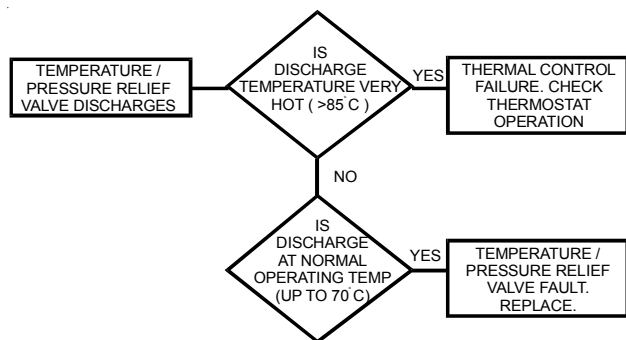 TEMPERATURE /
PRESSURE RELIEF
VALVE DISCHARGES
IS
DISCHARGE
TEMPERATURE VERY
HOT ( >85°C )
YES
THERMAL CONTROL
FAILURE. CHECK
THERMOSTAT
OPERATION
NO
IS
DISCHARGE
AT NORMAL
OPERATING TEMP
(UP TO 70°C)
YES
TEMPERATURE /
PRESSURE RELIEF
VALVE FAULT.
REPLACE.